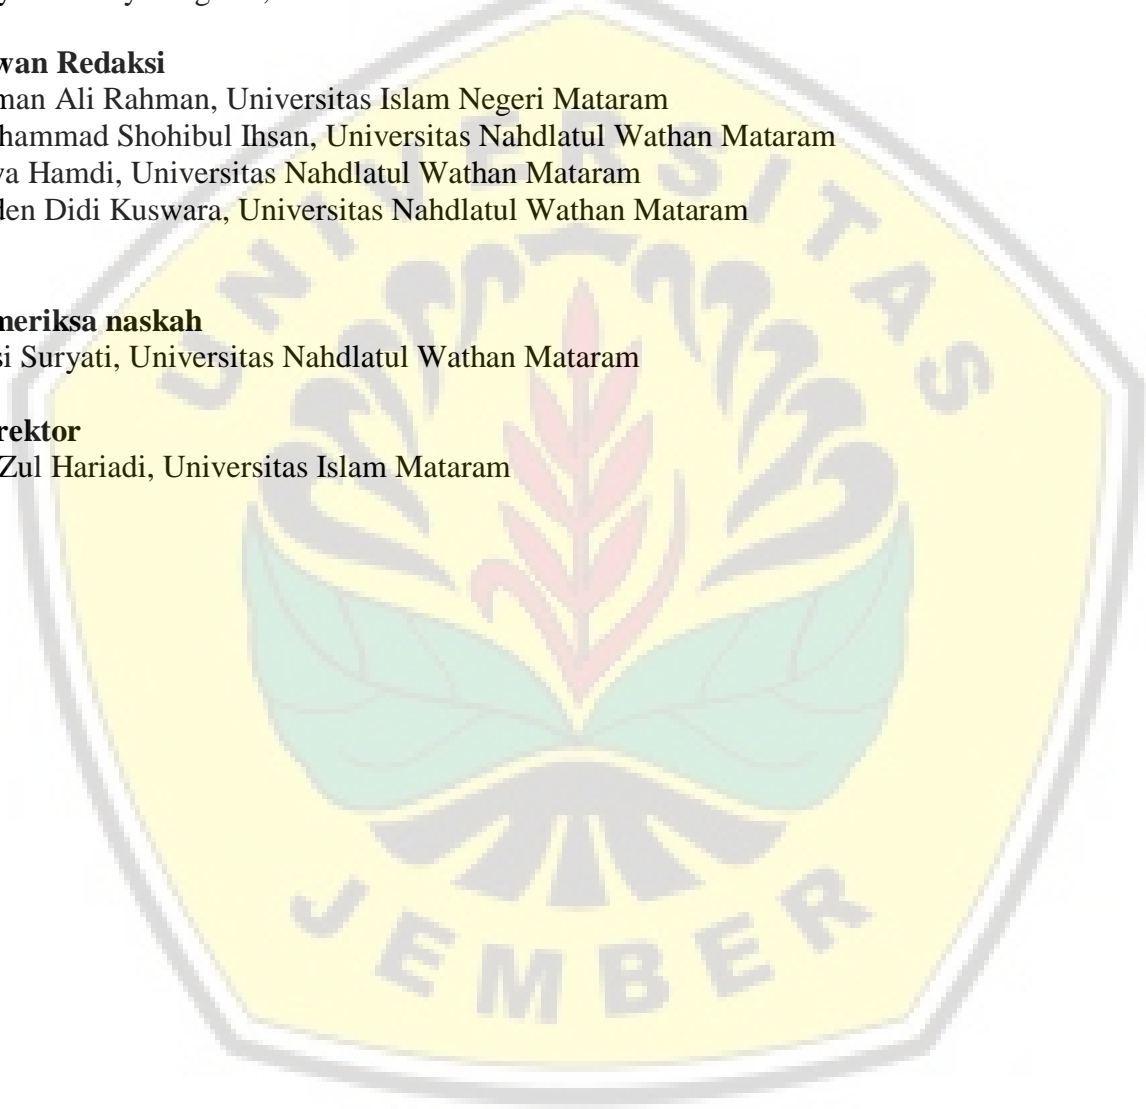 wan Redaksi
man Ali Rahman, Universitas Islam Negeri Mataram
hammad Shohibul Ihsan, Universitas Nahdlatul Wathan Mataram
ya Hamdi, Universitas Nahdlatul Wathan Mataram
den Didi Kuswara, Universitas Nahdlatul Wathan Mataram
meriksa naskah
si Suryati, Universitas Nahdlatul Wathan Mataram
rektor
Zul Hariadi, Universitas Islam Mataram
UNIVERSITAS
JEMBER